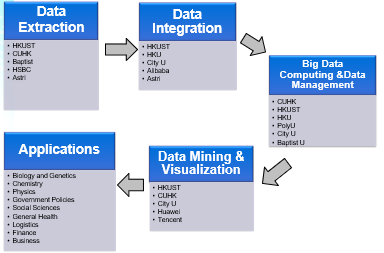 Data
Extraction
• HKUST
• CUHK
• Baptist
• HSBC
• Astri
Data
Integration
• HKUST
• HKU
• City U
• Alibaba
• Astri
Big Data
Computing &Data
Management
• CUHK
• HKUST
• HKU
• PolyU
• City U
• Baptist U
Data Mining &
Visualization
• HKUST
• CUHK
• City U
• Huawei
• Tencent
Applications
• Biology and Genetics
• Chemistry
• Physics
• Government Policies
• Social Sciences
• General Health
• Logistics
• Finance
• Business